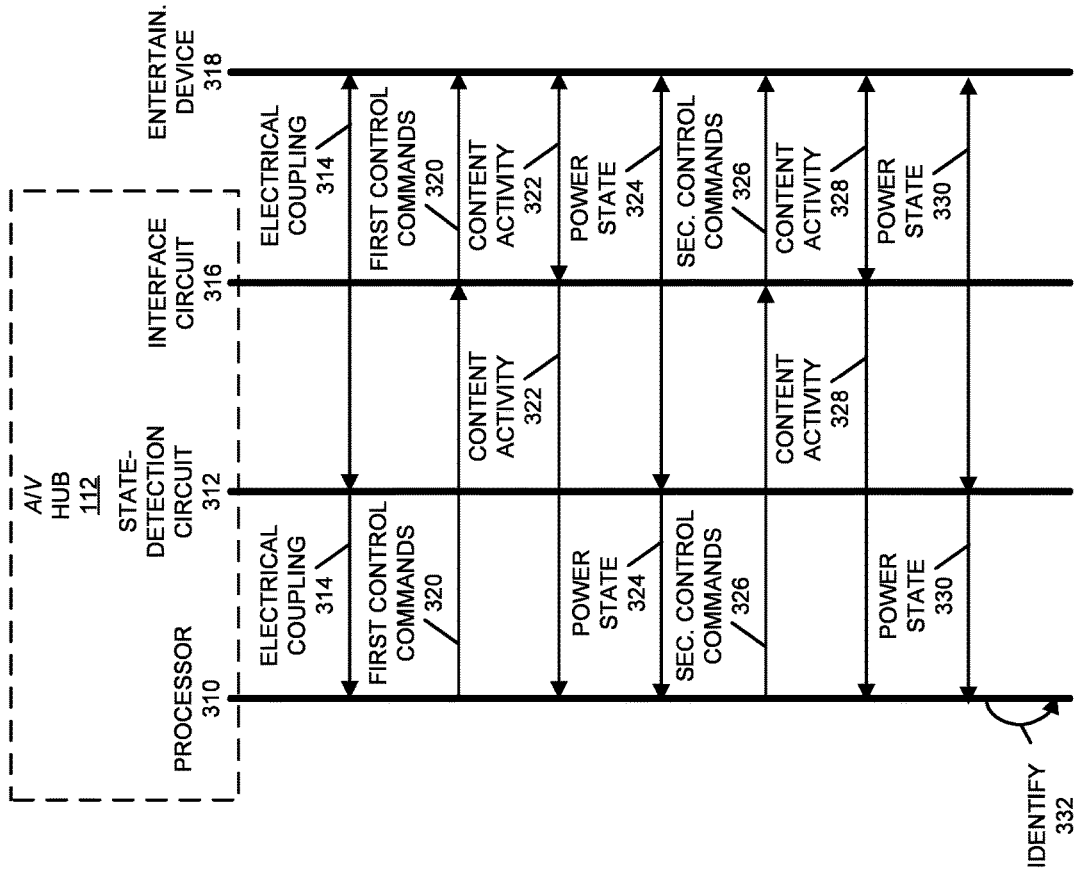 A/V
HUB
112
PROCESSOR
310
STATE-
DETECTION
CIRCUIT
312
INTERFACE
CIRCUIT
316
ENTERTAIN.
DEVICE
318
ELECTRICAL
COUPLING
314
ELECTRICAL
COUPLING
314
FIRST CONTROL
COMMANDS
320
FIRST CONTROL
COMMANDS
320
CONTENT
ACTIVITY
322
CONTENT
ACTIVITY
322
POWER
STATE
324
POWER
STATE
324
SEC. CONTROL
COMMANDS
326
SEC. CONTROL
COMMANDS
326
CONTENT
ACTIVITY
328
CONTENT
ACTIVITY
328
POWER
STATE
330
POWER
STATE
330
IDENTIFY
332